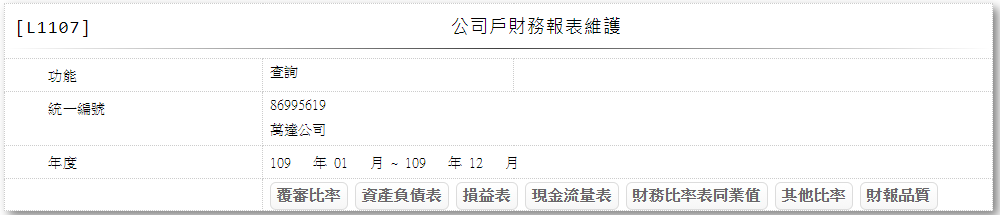 [L1107] 公司戶財務報表維護
功能 查詢
統一編號 86995619
萬達公司
年度 109 年 01 月 ~ 109 年 12 月
覆審比率 資產負債表 損益表 現金流量表 財務比率表同業值 其他比率 財報品質